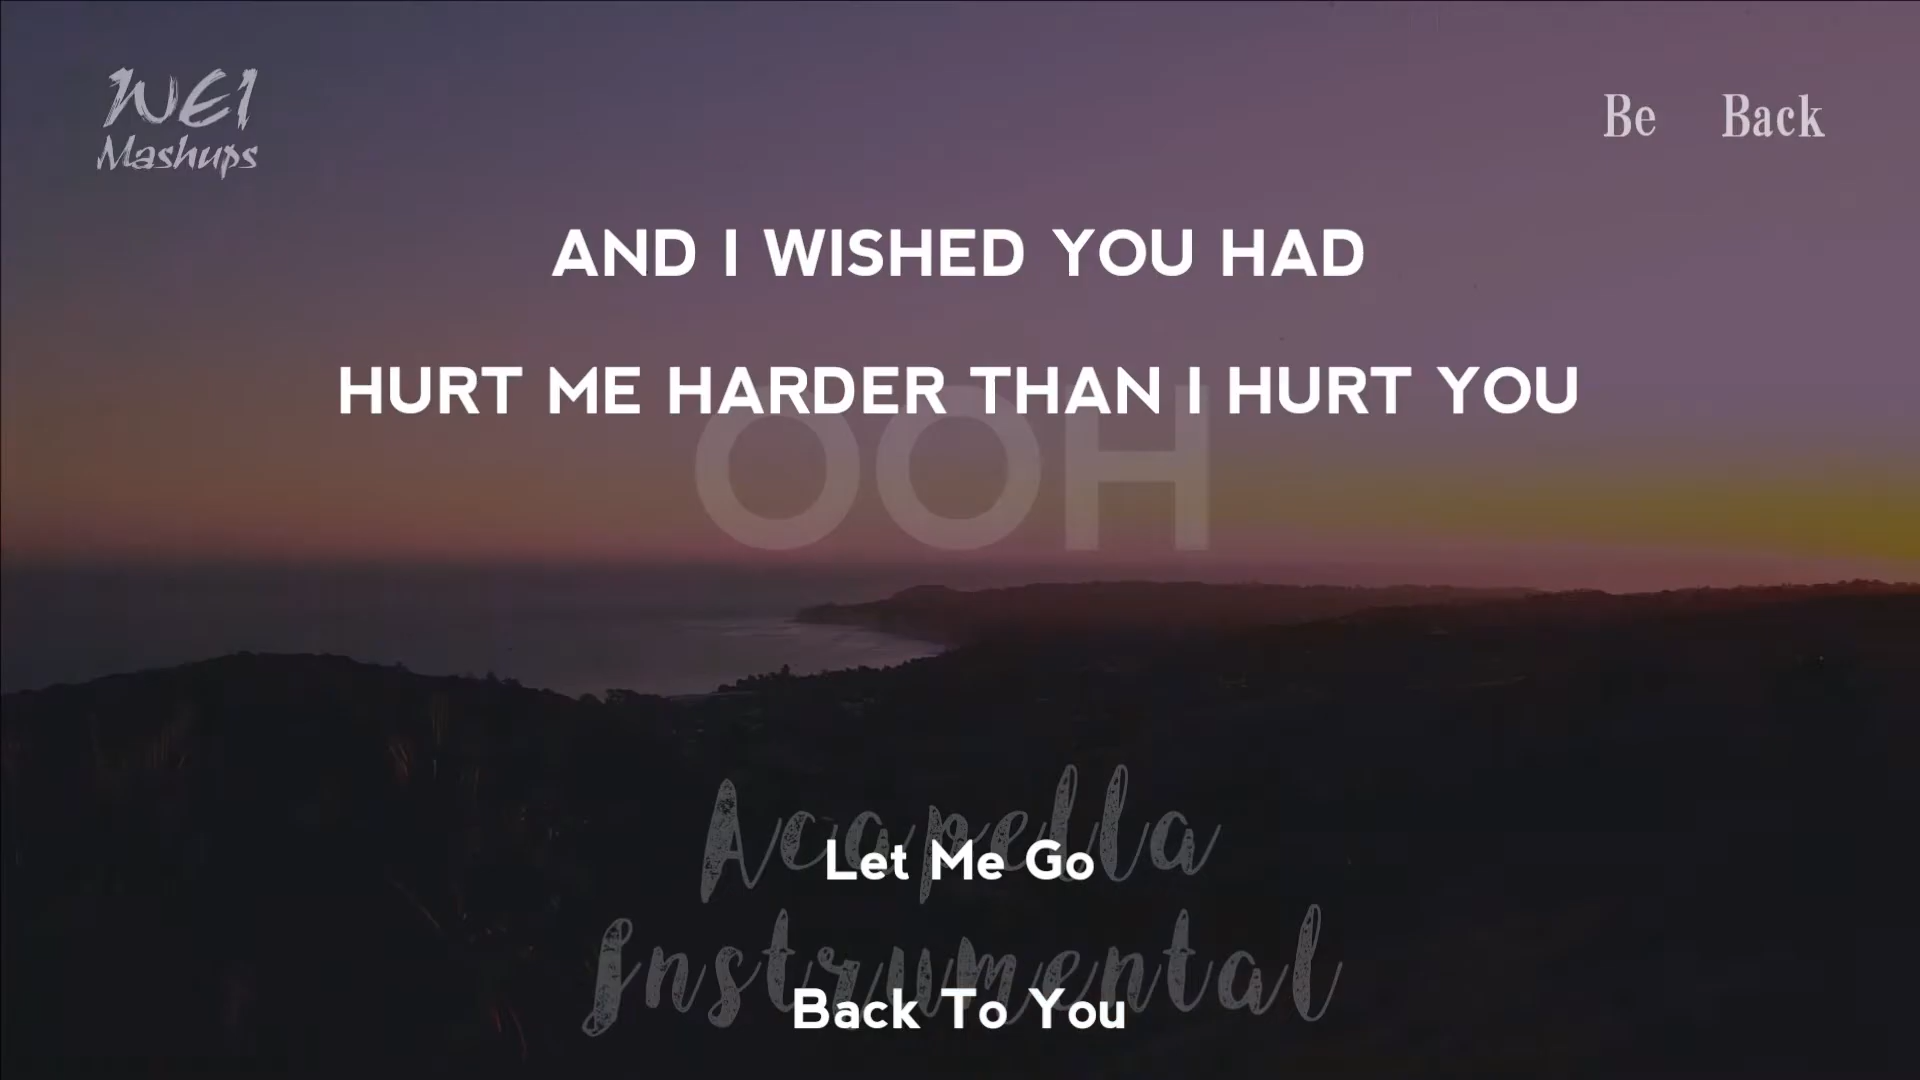 WEI
Mashups
Be Back
AND I WISHED YOU HAD
HURT ME HARDER THAN I HURT YOU
OOH
Acapella
Let Me Go
Instrumental
Back To You